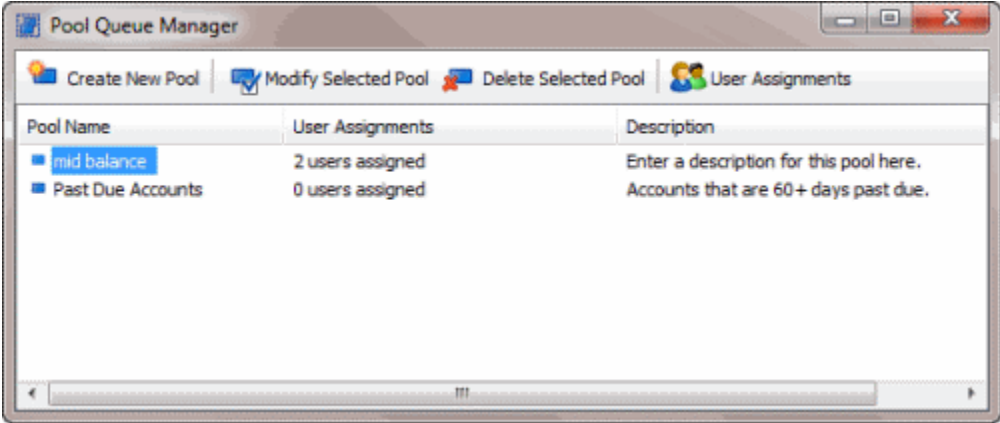 Pool Queue Manager
Create New Pool Modify Selected Pool Delete Selected Pool User Assignments
Pool Name User Assignments Description
mid balance 2 users assigned Enter a description for this pool here.
Past Due Accounts 0 users assigned Accounts that are 60+ days past due.